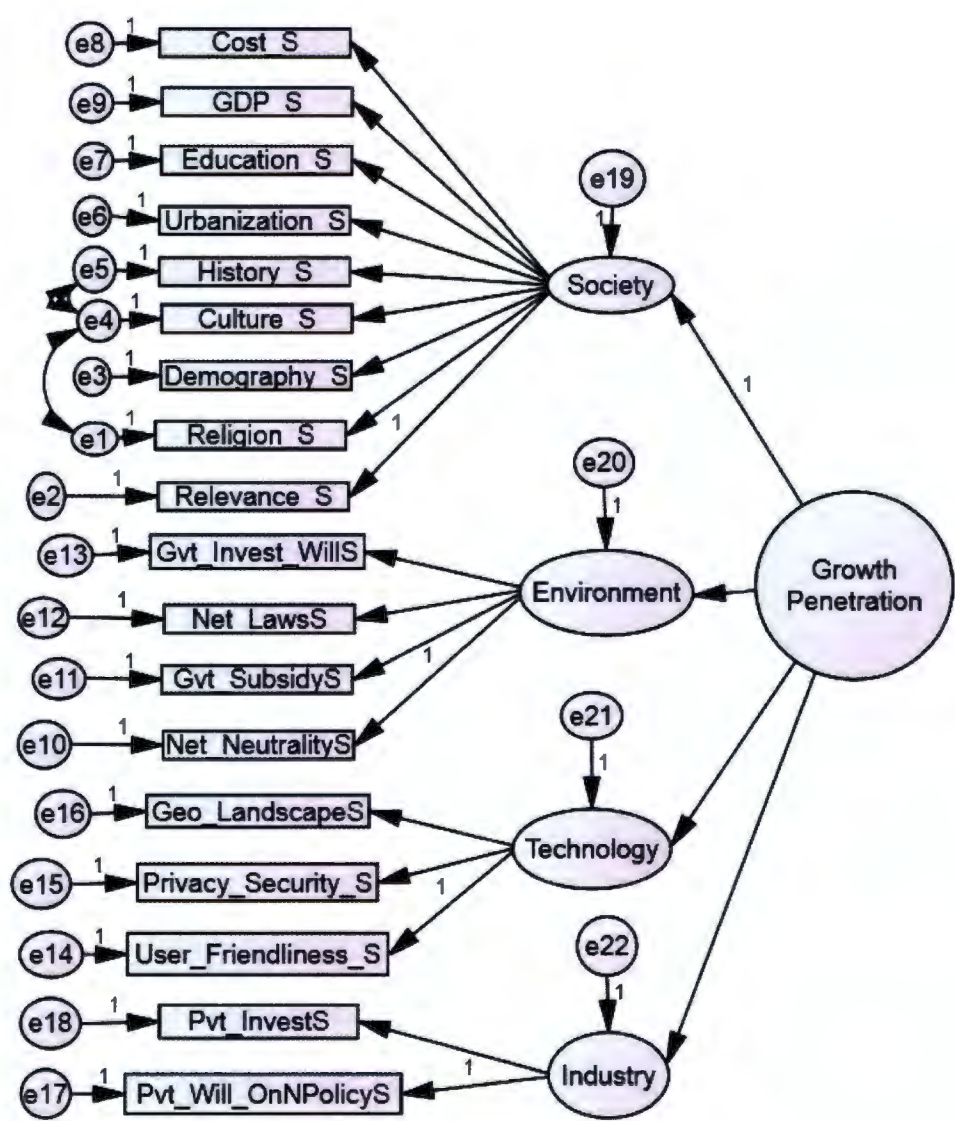 e8 1 Cost_S
e9 1 GDP_S
e7 1 Education_S
e6 1 Urbanization_S
e5 1 History_S
e4 1 Culture_S
e3 1 Demography_S
e1 1 Religion_S
e2 1 Relevance_S
1
e13 1 Gvt_Invest_WillS
e12 1 Net_LawsS
e11 1 Gvt_SubsidyS
e10 1 Net_NeutralityS
1
e16 1 Geo_LandscapeS
e15 1 Privacy_Security_S
e14 1 User_Friendliness_S
1
e18 1 Pvt_InvestS
e17 1 Pvt_Will_OnNPolicyS
1
e19
1
Society
1
e20
1
Environment
e21
1
Technology
e22
1
Industry
Growth
Penetration